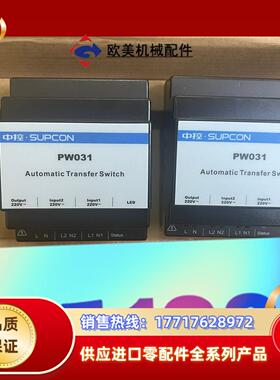 欧美机械配件
中控·SUPCON
PW031
Automatic Transfer Switch
Output 220V~ Input2 220V~ Input1 220V~ LED
L N L2 N2 L1 N1 Status
中控·SUPCON
PW031
Automatic Transfer Switch
Output 220V~ Input2 220V~ Input1 220V~
L N L2 N2 L1 N1 Status
品质
保证
销售热线：17717628972
供应进口零配件全系列产品